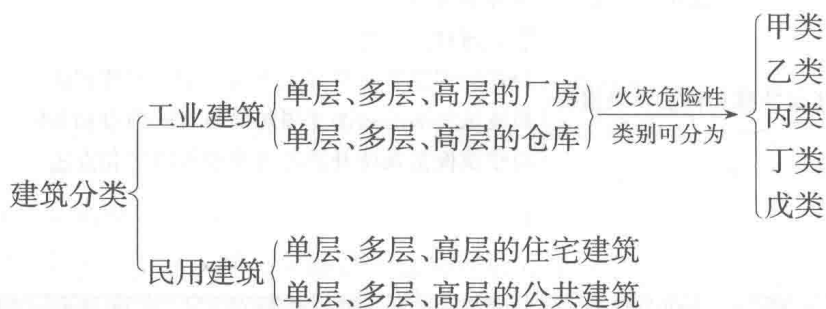 甲类
乙类
单层、多层、高层的厂房
火灾危险性
丙类
工业建筑
单层、多层、高层的仓库
类别可分为
丁类
戊类
建筑分类
单层、多层、高层的住宅建筑
民用建筑
单层、多层、高层的公共建筑